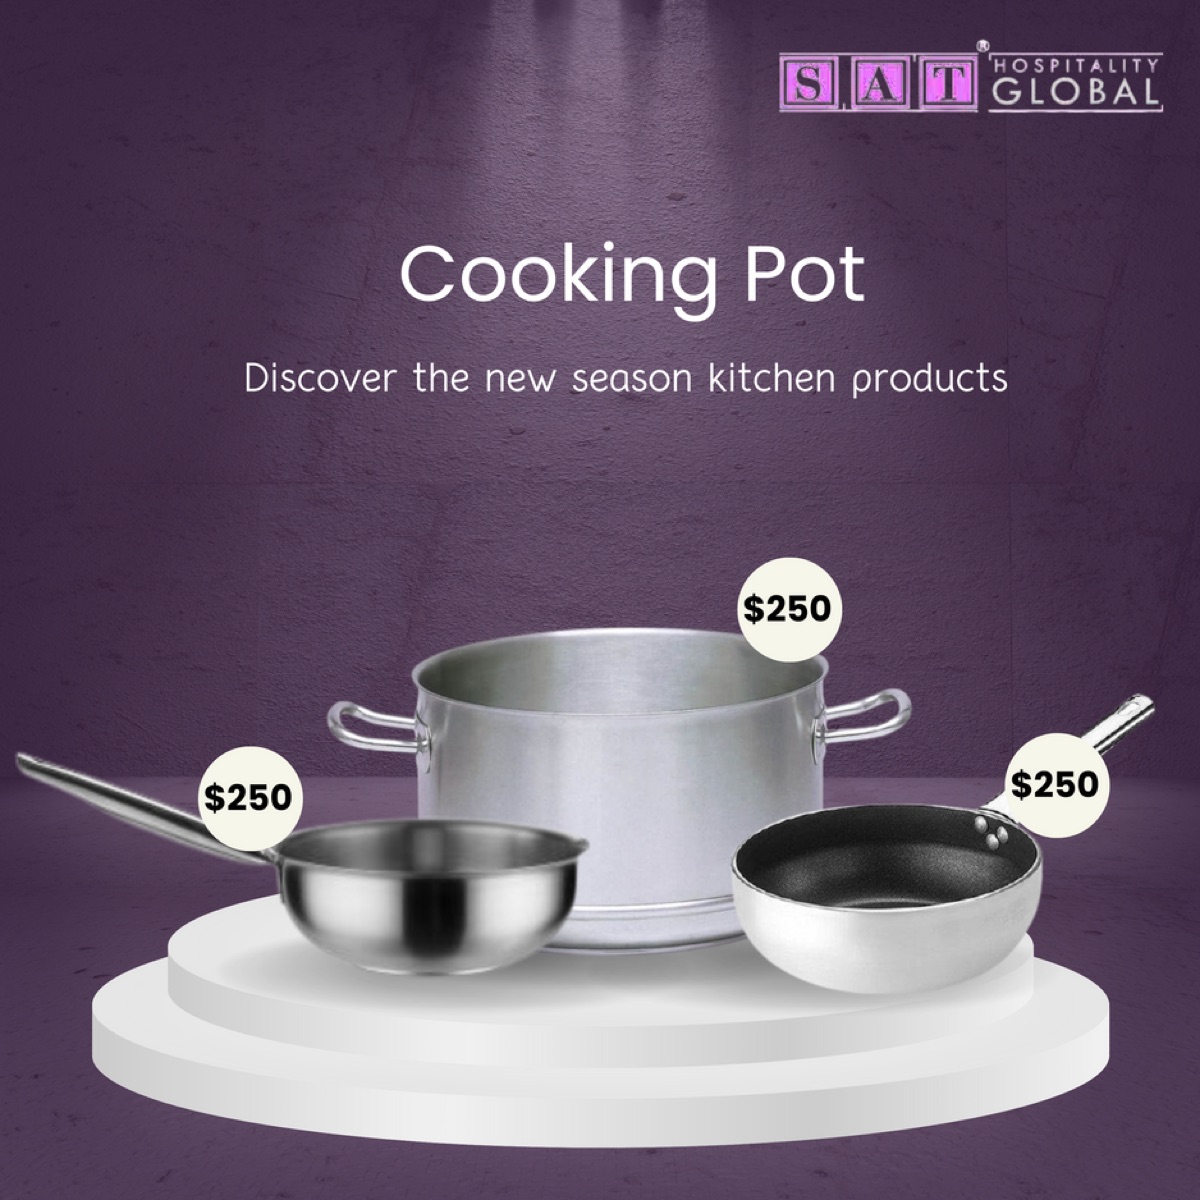 SAT® HOSPITALITY
GLOBAL
Cooking Pot
Discover the new season kitchen products
$250
$250
$250